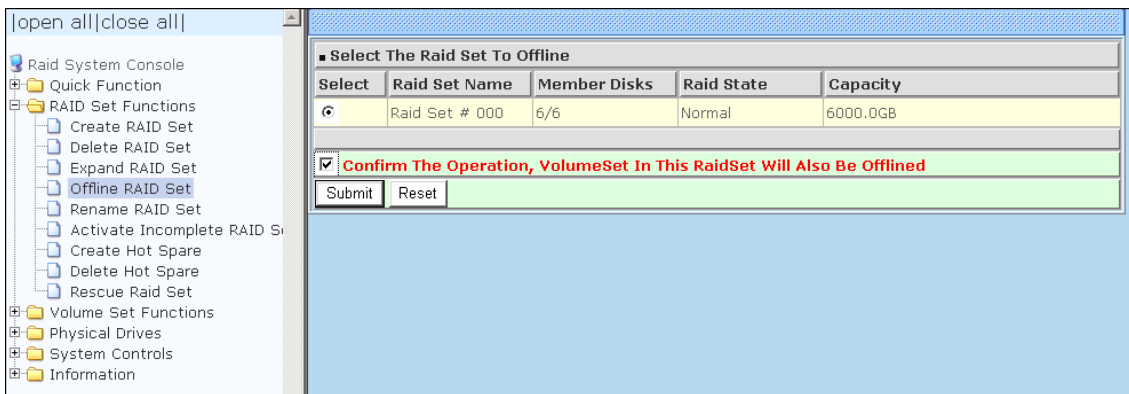 |open all|close all|
Raid System Console
Quick Function
RAID Set Functions
Create RAID Set
Delete RAID Set
Expand RAID Set
Offline RAID Set
Rename RAID Set
Activate Incomplete RAID S
Create Hot Spare
Delete Hot Spare
Rescue Raid Set
Volume Set Functions
Physical Drives
System Controls
Information
Select The Raid Set To Offline
Select Raid Set Name Member Disks Raid State Capacity
Raid Set # 000 6/6 Normal 6000.0GB
Confirm The Operation, VolumeSet In This RaidSet Will Also Be Offlined
Submit Reset